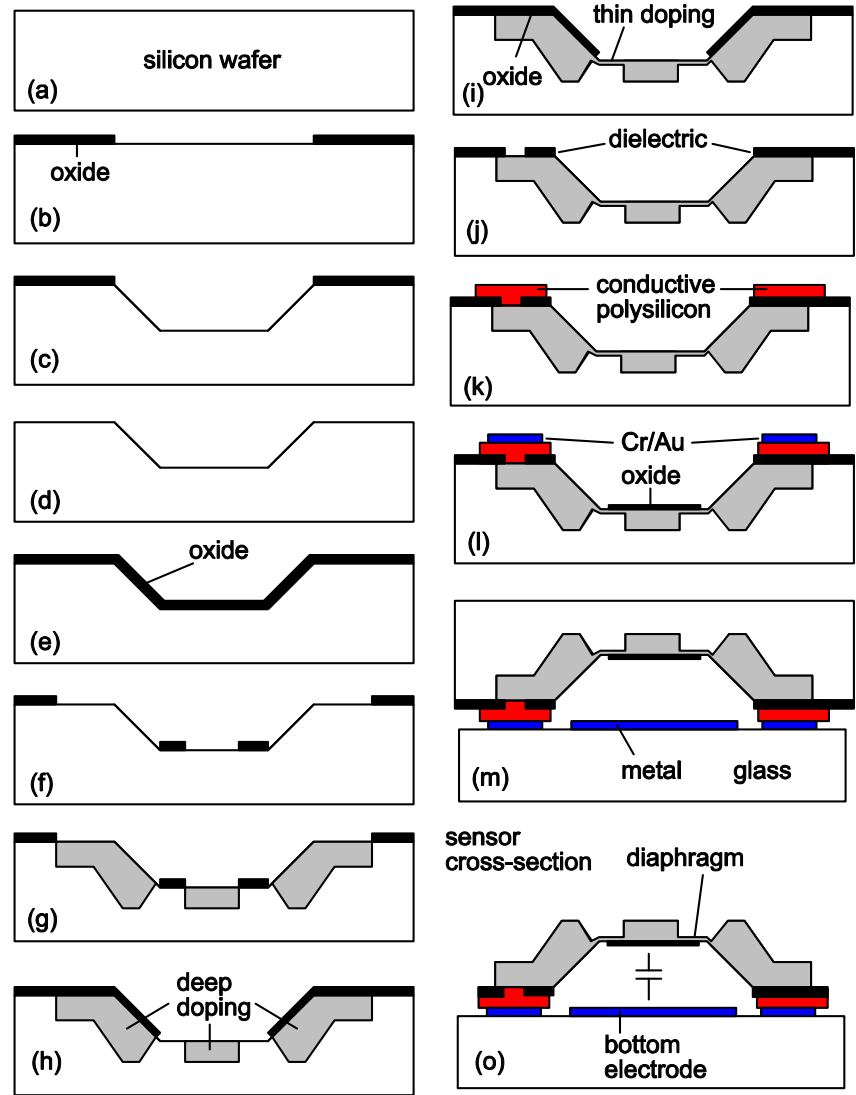 silicon wafer
(a)
oxide
(b)
(c)
(d)
oxide
(e)
(f)
(g)
deep
doping
(h)
thin doping
oxide
(i)
dielectric
(j)
conductive
polysilicon
(k)
Cr/Au
oxide
(l)
(m)
metal
glass
sensor
cross-section
diaphragm
bottom
electrode
(o)